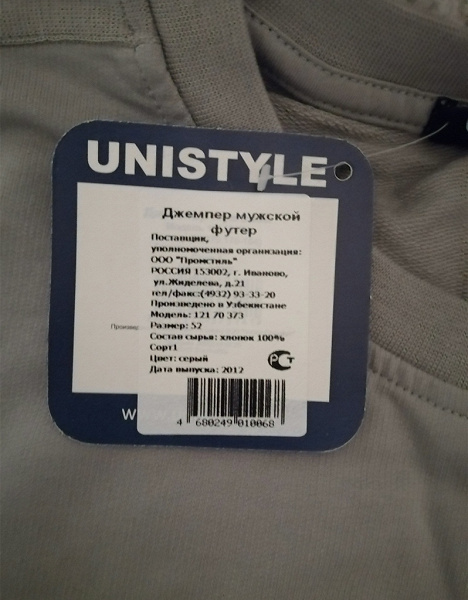 UNISTYLE
Джемпер мужской
футер
Поставщик,
уполномоченная организация:
ООО "Промстиль"
РОССИЯ 153002, г. Иваново,
ул.Жиделева, д.21
тел/факс:(4932) 93-33-20
Произведено в Узбекистане
Модель: 121 70 373
Размер: 52
Состав сырья: хлопок 100%
Сорт1
Цвет: серый
Дата выпуска: 2012
РСТ
4 680249 010068